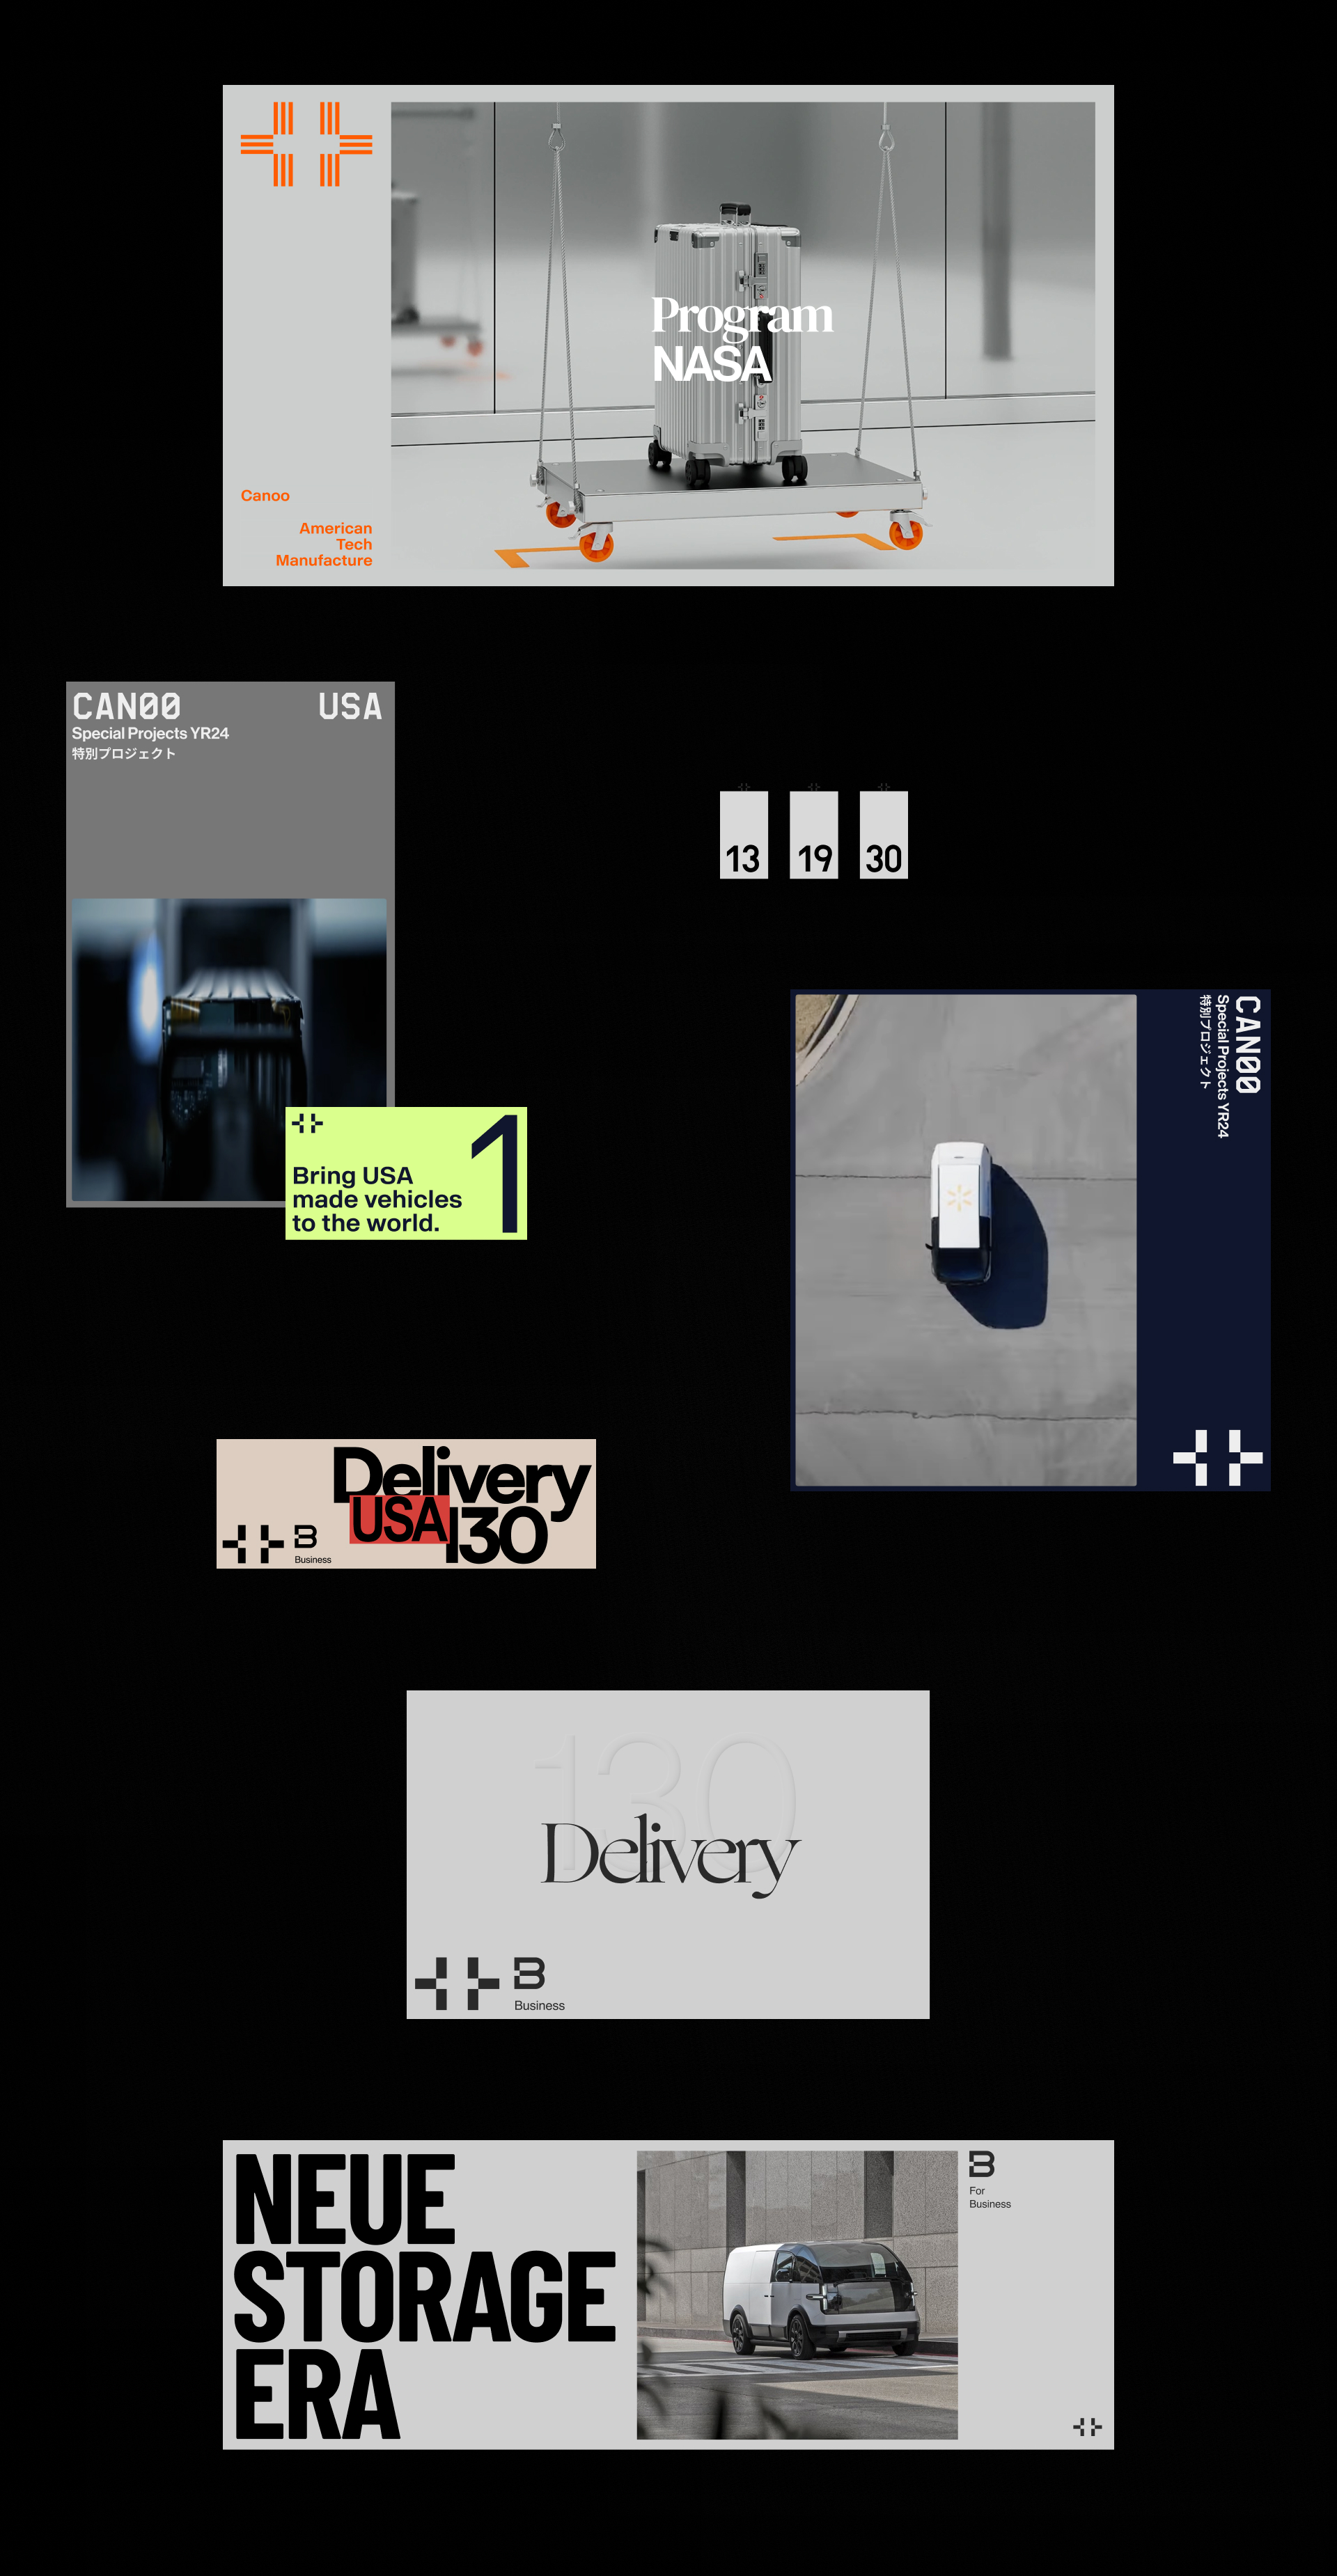 Program
NASA
Canoo
American
Tech
Manufacture
CAN00
USA
Special Projects YR24
特別プロジェクト
13
19
30
CAN00
Special Projects YR24
特別プロジェクト
1
Bring USA
made vehicles
to the world.
Delivery
USA
130
B
Business
130
Delivery
B
Business
NEUE
STORAGE
ERA
B
For
Business